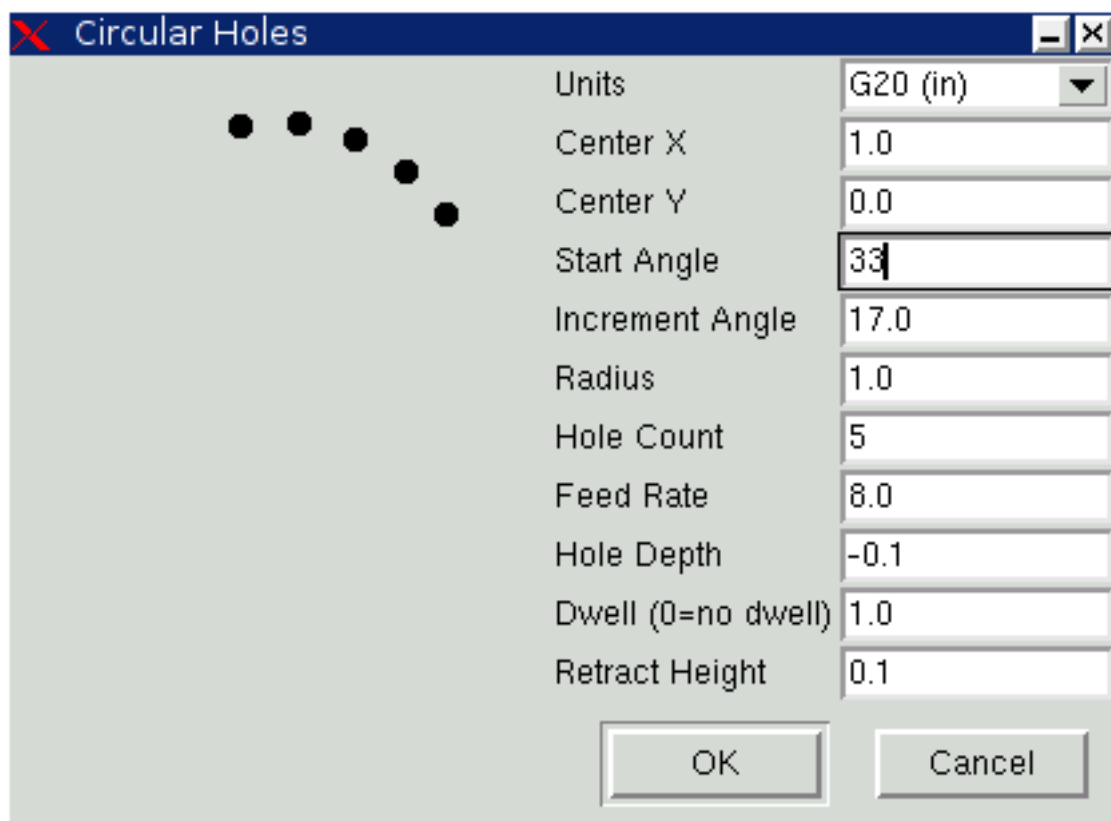 Circular Holes
Units G20 (in)
Center X 1.0
Center Y 0.0
Start Angle 33
Increment Angle 17.0
Radius 1.0
Hole Count 5
Feed Rate 8.0
Hole Depth -0.1
Dwell (0=no dwell) 1.0
Retract Height 0.1
OK Cancel